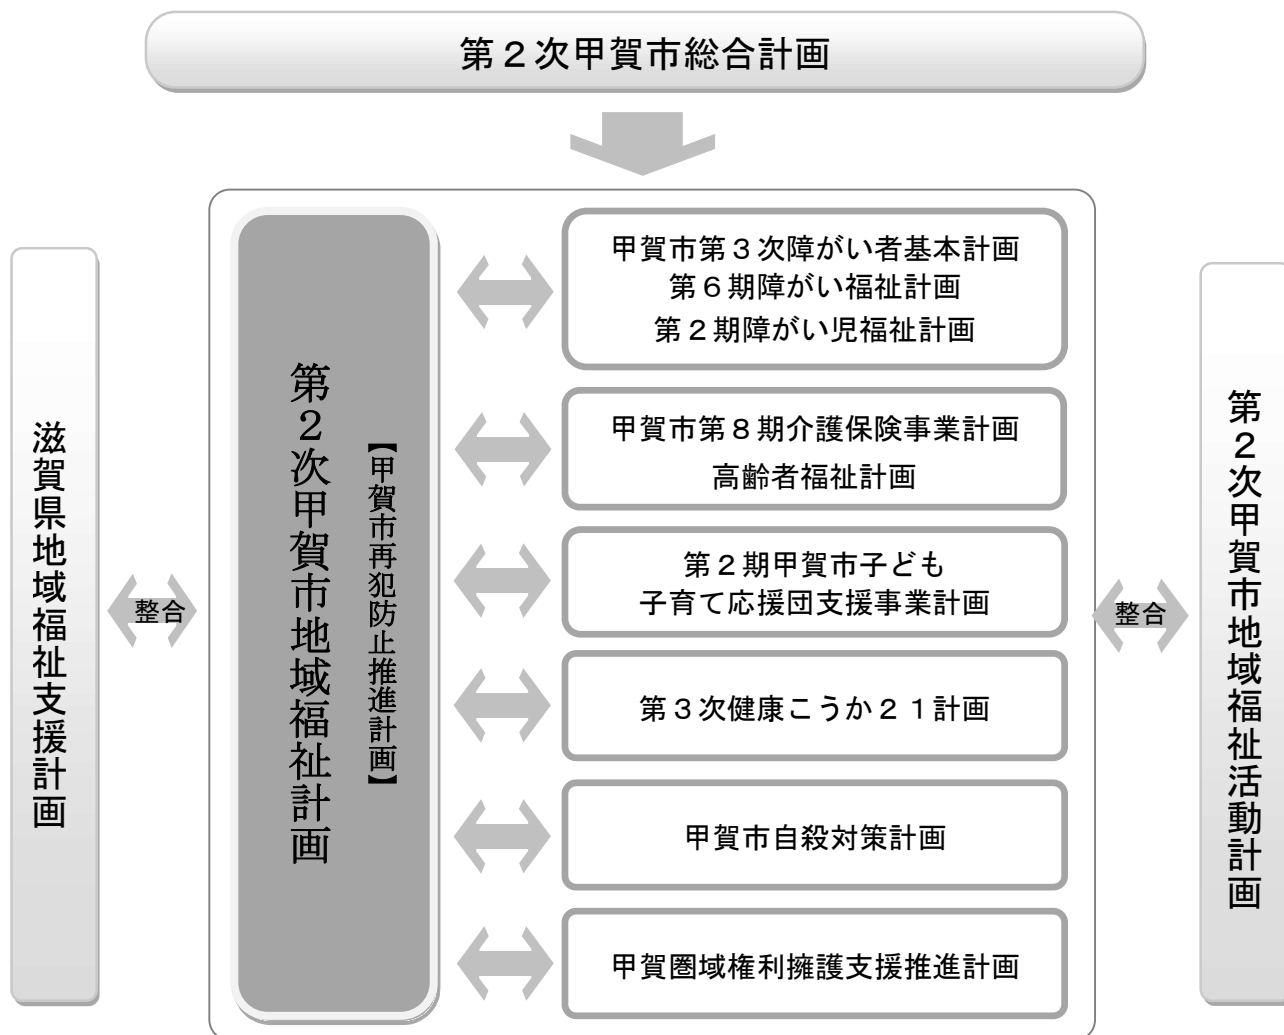 第２次甲賀市総合計画
滋賀県地域福祉支援計画
整合
第２次甲賀市地域福祉計画
【甲賀市再犯防止推進計画】
甲賀市第３次障がい者基本計画
第６期障がい福祉計画
第２期障がい児福祉計画
甲賀市第８期介護保険事業計画
高齢者福祉計画
第２期甲賀市子ども
子育て応援団支援事業計画
第３次健康こうか２１計画
甲賀市自殺対策計画
甲賀圏域権利擁護支援推進計画
整合
第２次甲賀市地域福祉活動計画